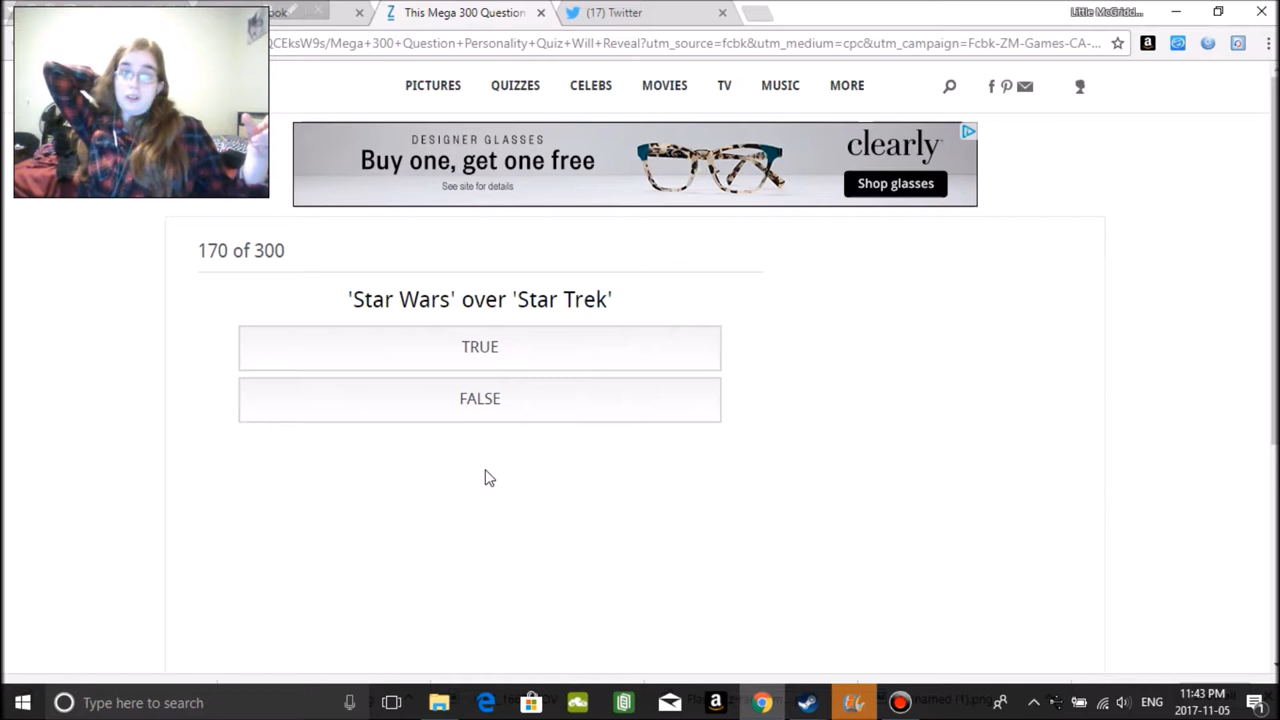 ook
This Mega 300 Question
(17) Twitter
Little McGridd...
QCEksW9s/Mega+300+Question+Personality+Quiz+Will+Reveal?utm_source=fcbk&utm_medium=cpc&utm_campaign=Fcbk-ZM-Games-CA-...
PICTURES QUIZZES CELEBS MOVIES TV MUSIC MORE
DESIGNER GLASSES
Buy one, get one free
See site for details
clearly
Shop glasses
170 of 300
'Star Wars' over 'Star Trek'
TRUE
FALSE
Type here to search
ENG
11:43 PM
2017-11-05